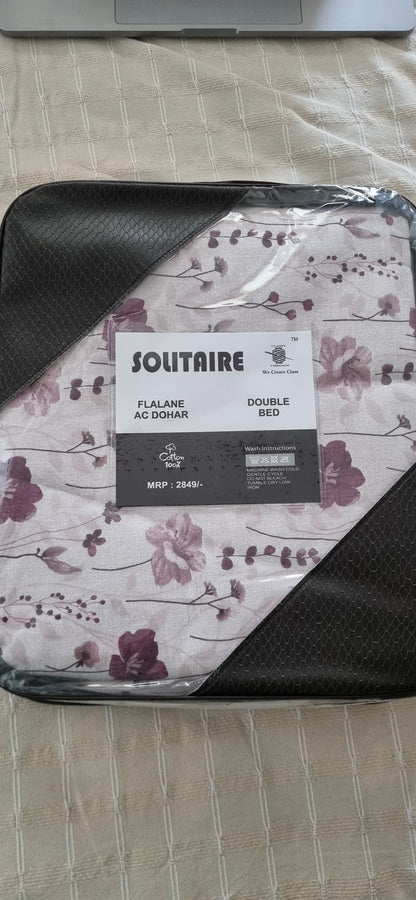 SOLITAIRE
TM
We Create Class
FLALANE
AC DOHAR
DOUBLE
BED
Cotton
100%
MRP : 2849/-
Wash Instructions
MACHINE WASH COLD
GENTLE CYCLE
DO NOT BLEACH
TUMBLE DRY LOW
IRON